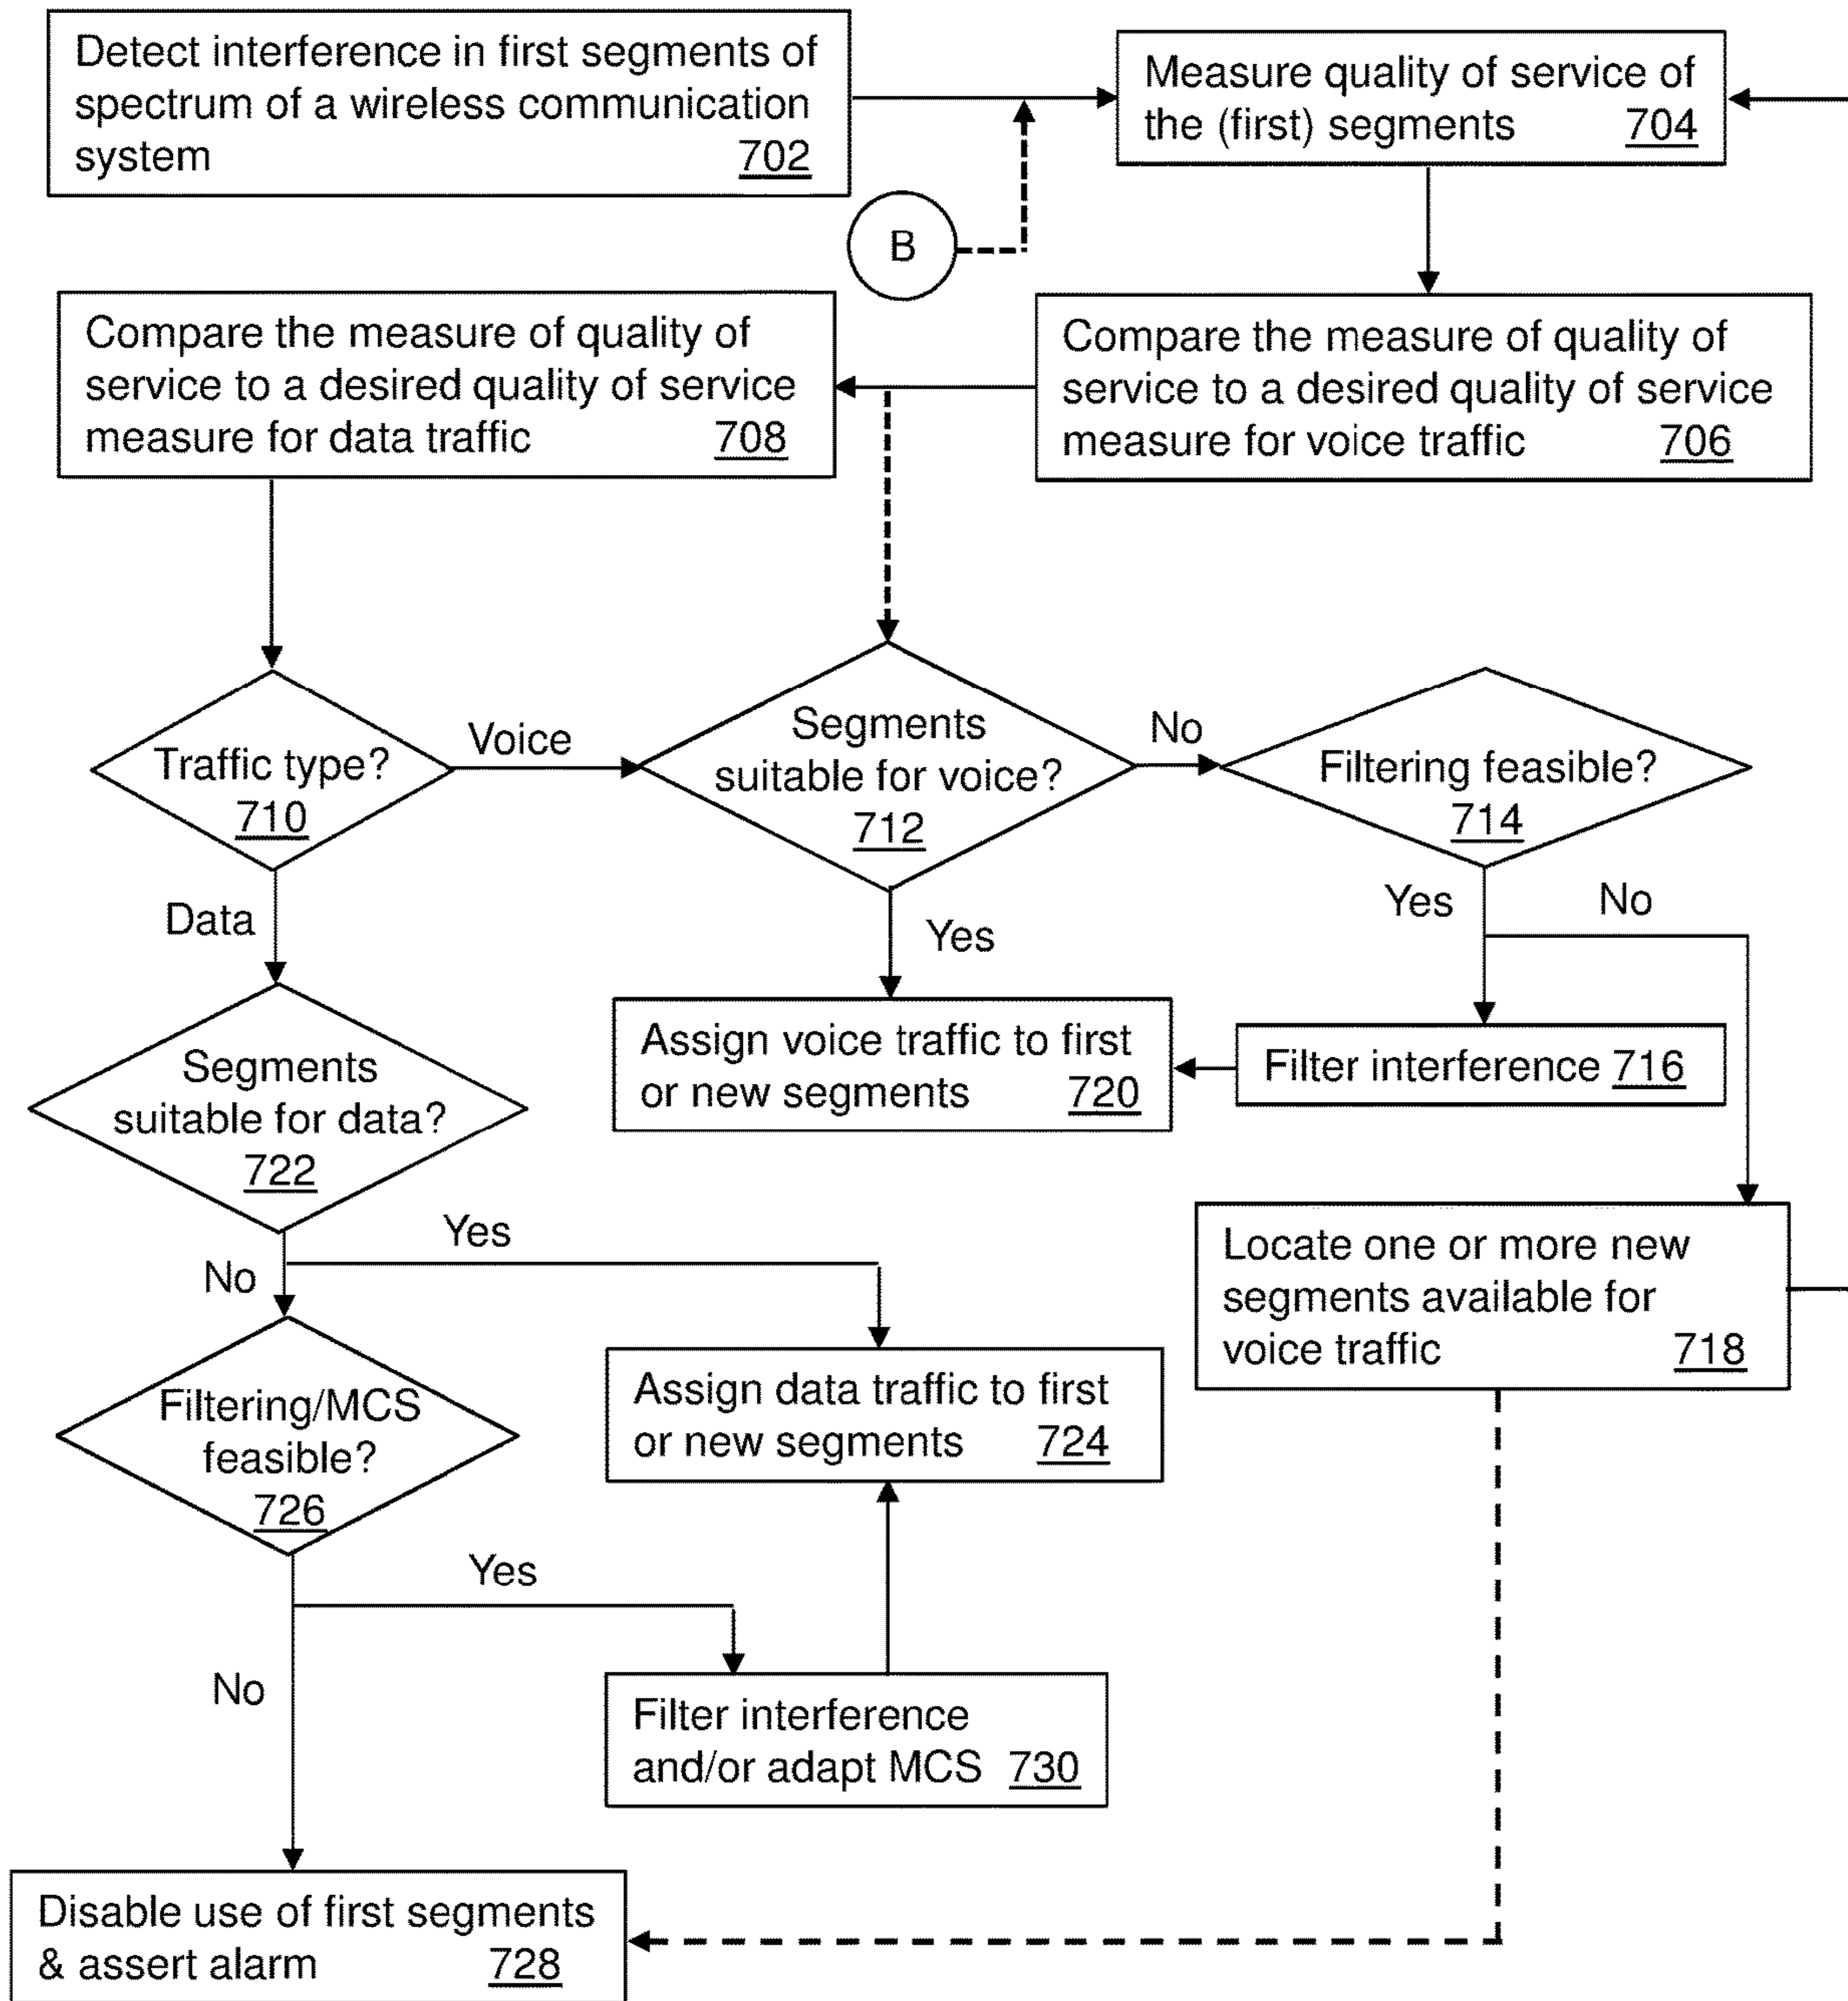 Detect interference in first segments of
spectrum of a wireless communication
system 702
Measure quality of service of
the (first) segments 704
B
Compare the measure of quality of
service to a desired quality of service
measure for data traffic 708
Compare the measure of quality of
service to a desired quality of service
measure for voice traffic 706
Traffic type?
710
Voice
Segments
suitable for voice?
712
No
Filtering feasible?
714
Data
Yes
Yes
No
Segments
suitable for data?
722
Assign voice traffic to first
or new segments 720
Filter interference 716
Yes
No
Locate one or more new
segments available for
voice traffic 718
Filtering/MCS
feasible?
726
Assign data traffic to first
or new segments 724
Yes
No
Filter interference
and/or adapt MCS 730
Disable use of first segments
& assert alarm 728